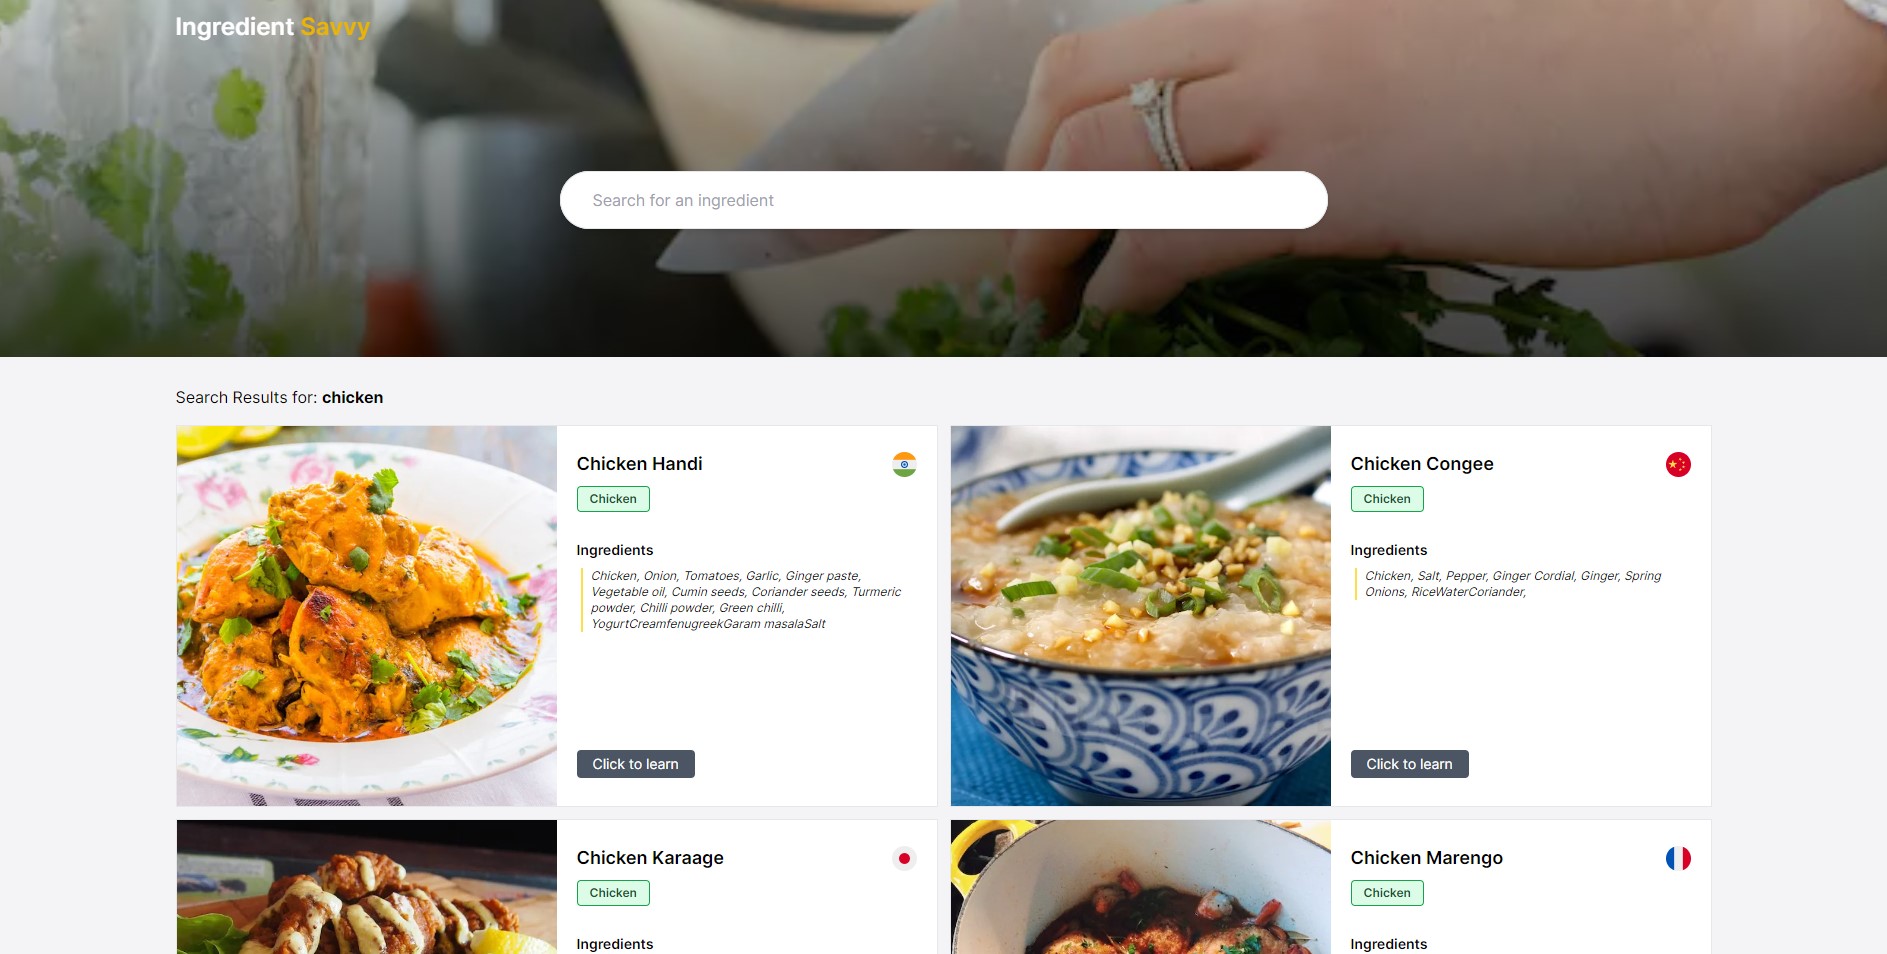 Ingredient Savvy
Search for an ingredient
Search Results for: chicken
Chicken Handi
Chicken
Ingredients
Chicken, Onion, Tomatoes, Garlic, Ginger paste,
Vegetable oil, Cumin seeds, Coriander seeds, Turmeric
powder, Chilli powder, Green chilli,
YogurtCreamfenugreekGaram masalaSalt
Click to learn
Chicken Congee
Chicken
Ingredients
Chicken, Salt, Pepper, Ginger Cordial, Ginger, Spring
Onions, RiceWaterCoriander,
Click to learn
Chicken Karaage
Chicken
Ingredients
Chicken Marengo
Chicken
Ingredients